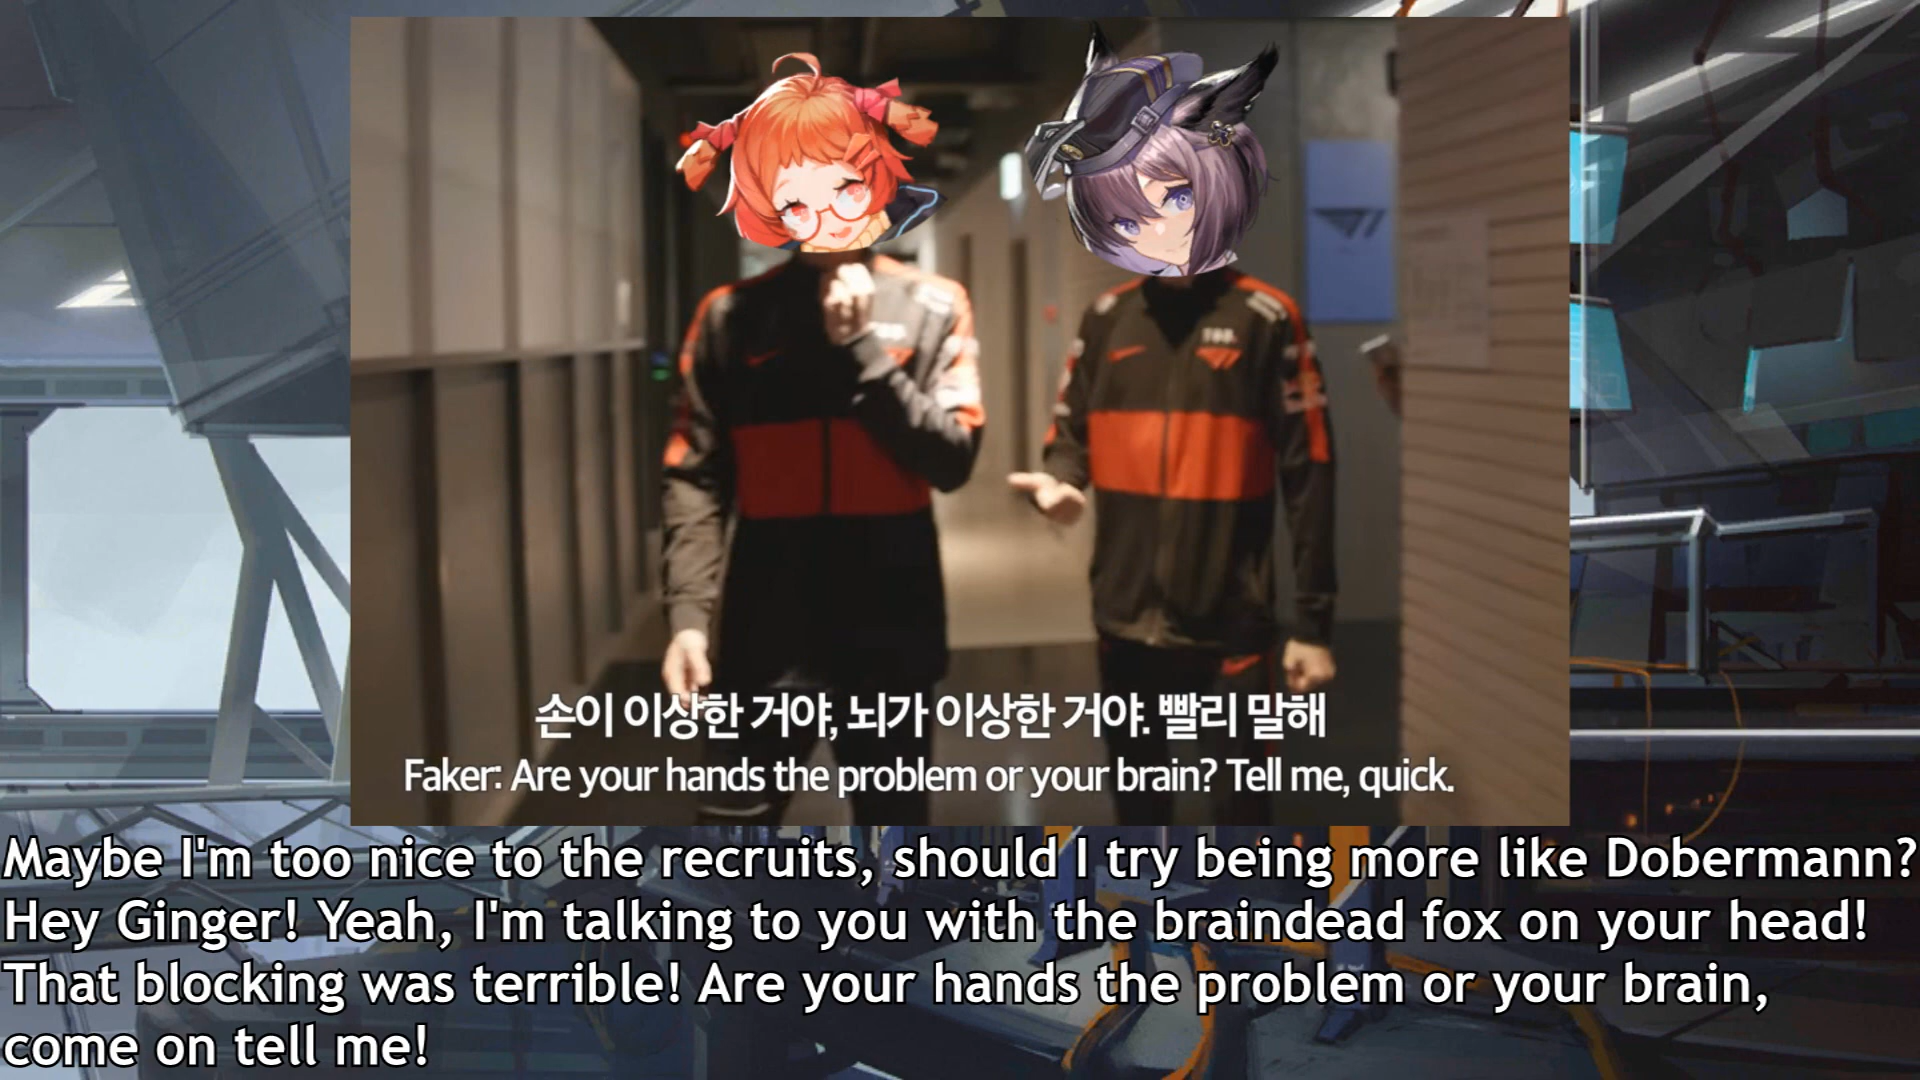 손이 이상한 거야, 뇌가 이상한 거야. 빨리 말해
Faker: Are your hands the problem or your brain? Tell me, quick.
Maybe I'm too nice to the recruits, should I try being more like Dobermann?
Hey Ginger! Yeah, I'm talking to you with the braindead fox on your head!
That blocking was terrible! Are your hands the problem or your brain,
come on tell me!